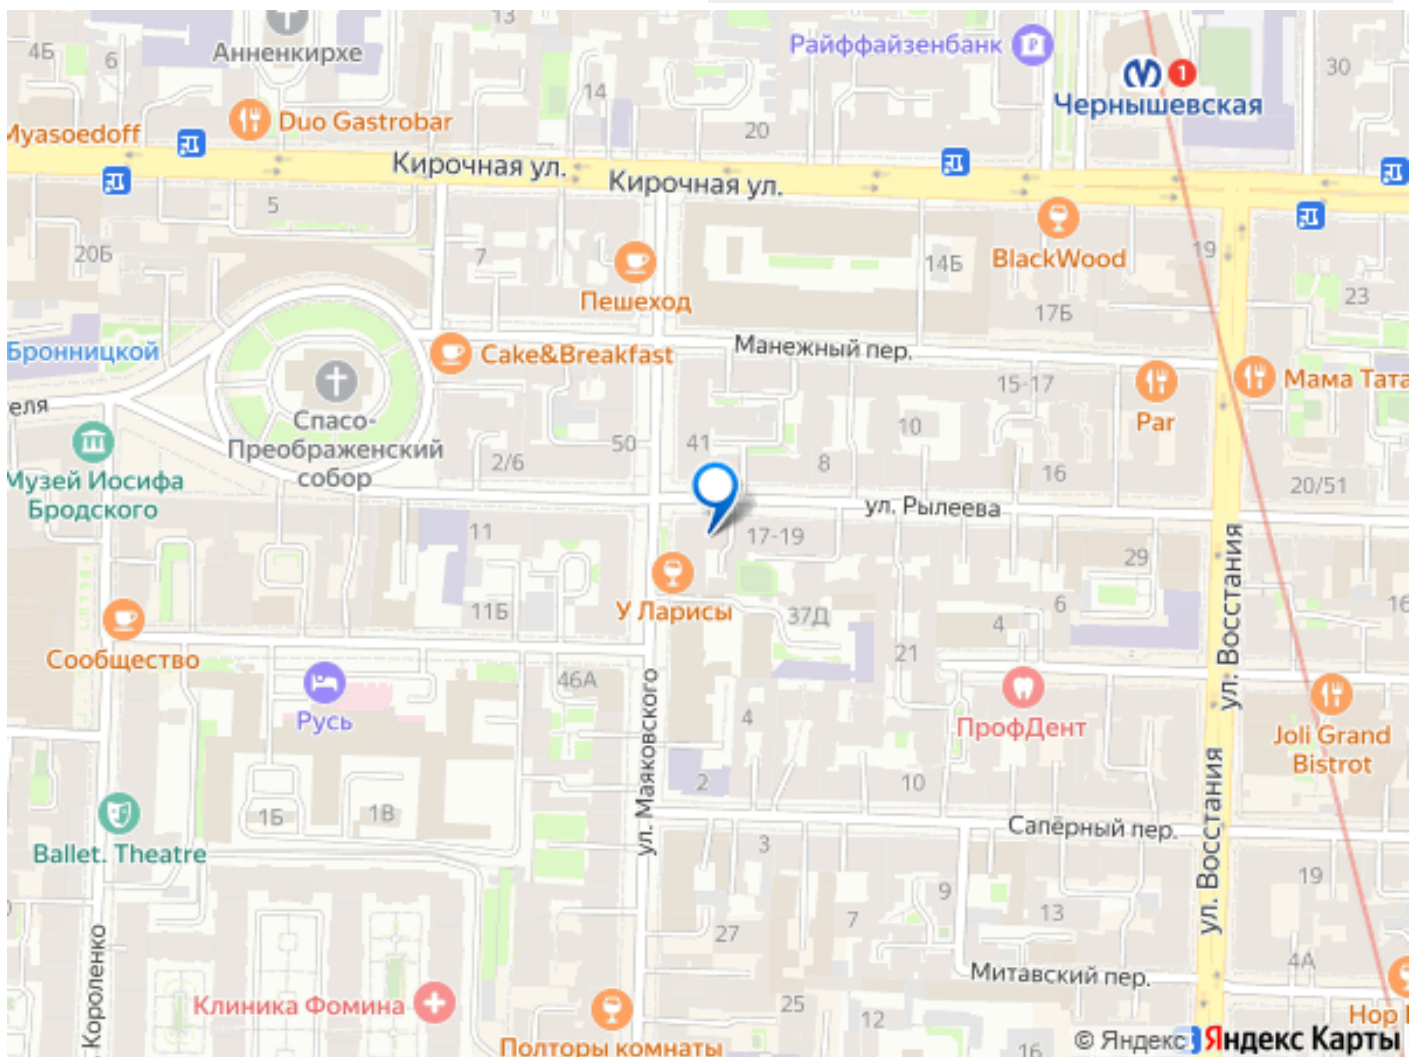 13
4Б
6
Анненкирхе
Райффайзенбанк
1
Чернышевская
30
14
Myasoedoff
Duo Gastrobar
20
Кирочная ул.
Кирочная ул.
5
20Б
7
Пешеход
14Б
BlackWood
19
17Б
23
Бронницкой
Cake&Breakfast
Манежный пер.
15-17
Par
Мама Тата
еля
Спасо-
Преображенский
собор
50
41
2/6
8
10
16
20/51
Музей Иосифа
Бродского
ул. Рылеева
11
17-19
29
11Б
У Ларисы
37Д
6
4
16
Сообщество
21
ул. Восстания
46А
Русь
ПрофДент
4
ул. Маяковского
Joli Grand
Bistrot
2
10
1Б
1В
Сапёрный пер.
Ballet. Theatre
3
ул. Восстания
19
9
7
13
27
Короленко
4А
Митавский пер.
Клиника Фомина
25
12
Полторы комнаты
16
Hop
© Яндекс
Яндекс Карты